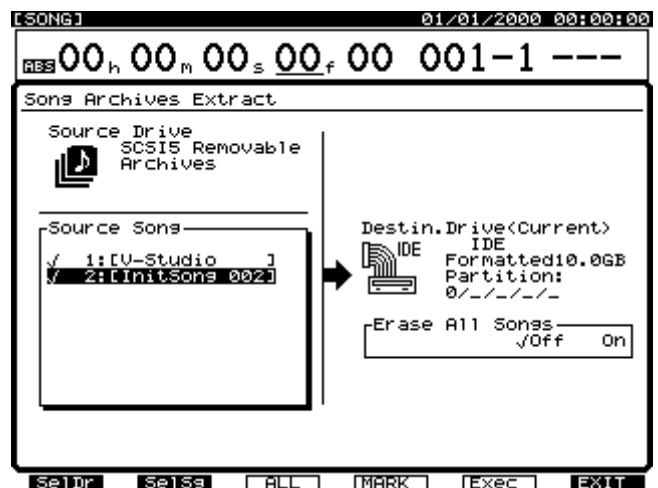 [SONG] 01/01/2000 00:00:00
ABS 00h 00m 00s 00f 00 001-1 ---
Song Archives Extract
Source Drive
SCSI5 Removable
Archives
Source Song
√ 1:[V-Studio ]
√ 2:[InitSong 002]
Destin.Drive(Current)
IDE
IDE
Formatted10.0GB
Partition:
0/_/_/_/_
Erase All Songs
√Off On
SelDr SelSg ALL MARK Exec EXIT